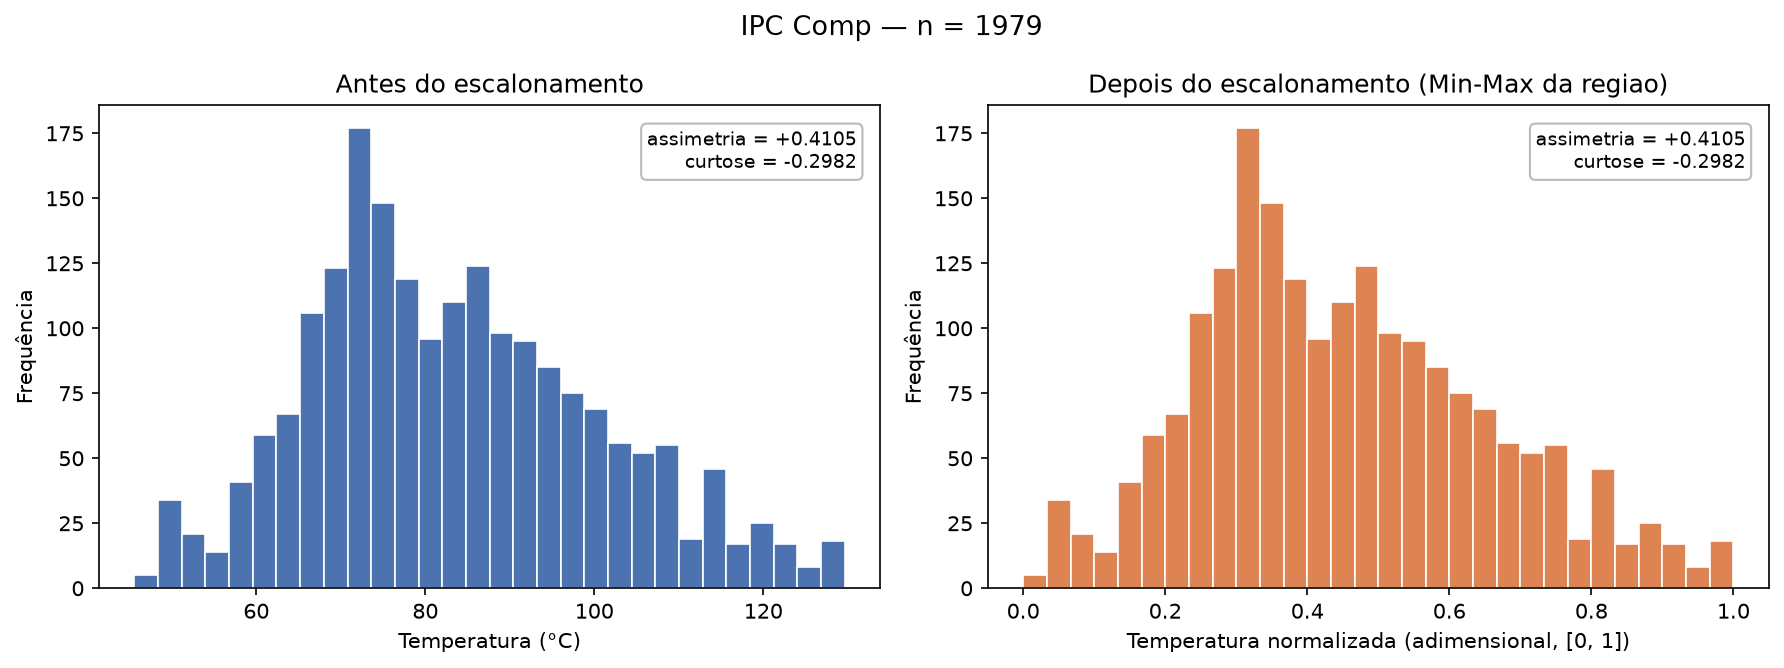 IPC Comp — n = 1979
Antes do escalonamento
assimetria = +0.4105
curtose = -0.2982
Frequência
175
150
125
100
75
50
25
0
60
80
100
120
Temperatura (°C)
Depois do escalonamento (Min-Max da regiao)
assimetria = +0.4105
curtose = -0.2982
Frequência
175
150
125
100
75
50
25
0
0.0
0.2
0.4
0.6
0.8
1.0
Temperatura normalizada (adimensional, [0, 1])